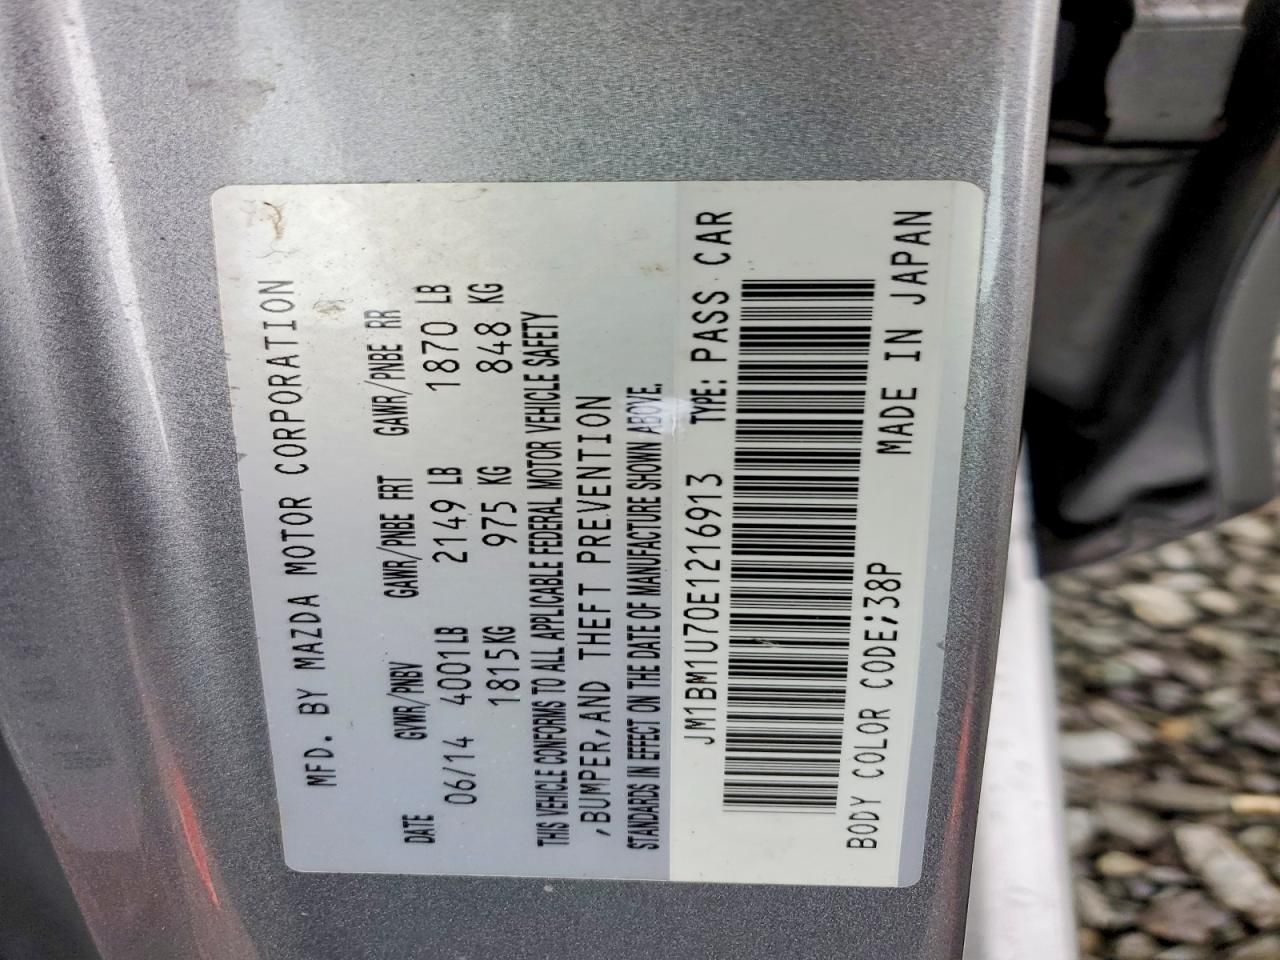 MFD. BY MAZDA MOTOR CORPORATION
DATE GVWR/PNBV GAWR/PNBE FRT GAWR/PNBE RR
06/14 4001LB 2149 LB 1870 LB
1815KG 975 KG 848 KG
THIS VEHICLE CONFORMS TO ALL APPLICABLE FEDERAL MOTOR VEHICLE SAFETY
,BUMPER,AND THEFT PREVENTION
STANDARDS IN EFFECT ON THE DATE OF MANUFACTURE SHOWN ABOVE.
JM1BM1U70E1216913 TYPE: PASS CAR
BODY COLOR CODE;38P MADE IN JAPAN